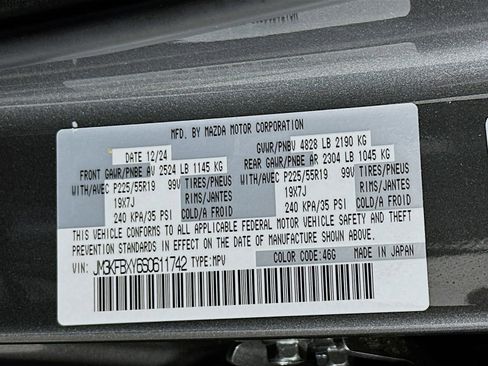 MFD. BY MAZDA MOTOR CORPORATION
DATE 12/24 GVWR/PNBV 4828 LB 2190 KG
FRONT GAWR/PNBE AV 2524 LB 1145 KG REAR GAWR/PNBE AR 2304 LB 1045 KG
WITH/AVEC P225/55R19 99V TIRES/PNEUS WITH/AVEC P225/55R19 99V TIRES/PNEUS
19X7J RIMS/JANTES 19X7J RIMS/JANTES
240 KPA/35 PSI COLD/A FROID 240 KPA/35 PSI COLD/A FROID
THIS VEHICLE CONFORMS TO ALL APPLICABLE FEDERAL MOTOR VEHICLE SAFETY AND THEFT
PREVENTION STANDARDS IN EFFECT ON THE DATE OF MANUFACTURE SHOWN ABOVE.
VIN: JM3KFBXY6S0611742 TYPE: MPV COLOR CODE: 46G MADE IN JAPAN